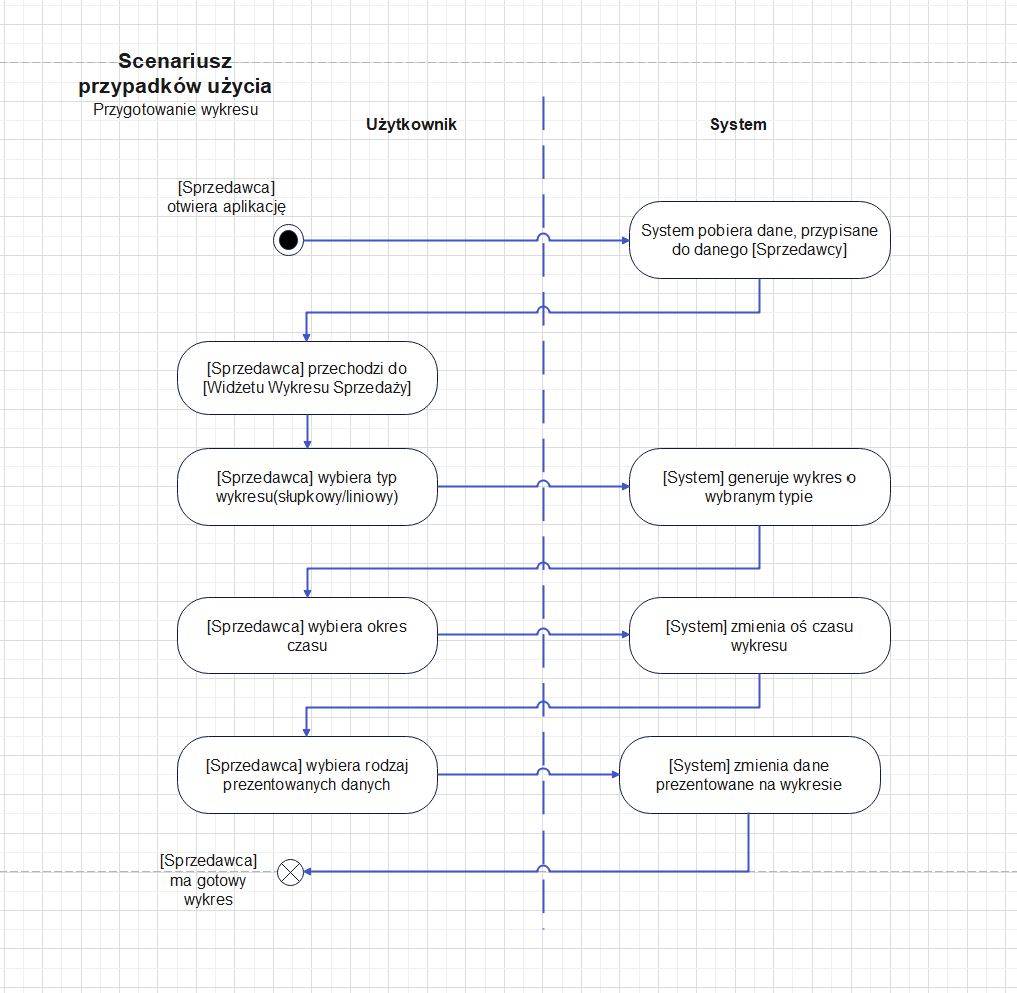 Scenariusz
przypadków użycia
Przygotowanie wykresu
Użytkownik
System
[Sprzedawca]
otwiera aplikację
System pobiera dane, przypisane
do danego [Sprzedawcy]
[Sprzedawca] przechodzi do
[Widżetu Wykresu Sprzedaży]
[Sprzedawca] wybiera typ
wykresu(słupkowy/liniowy)
[System] generuje wykres o
wybranym typie
[Sprzedawca] wybiera okres
czasu
[System] zmienia oś czasu
wykresu
[Sprzedawca] wybiera rodzaj
prezentowanych danych
[System] zmienia dane
prezentowane na wykresie
[Sprzedawca]
ma gotowy
wykres